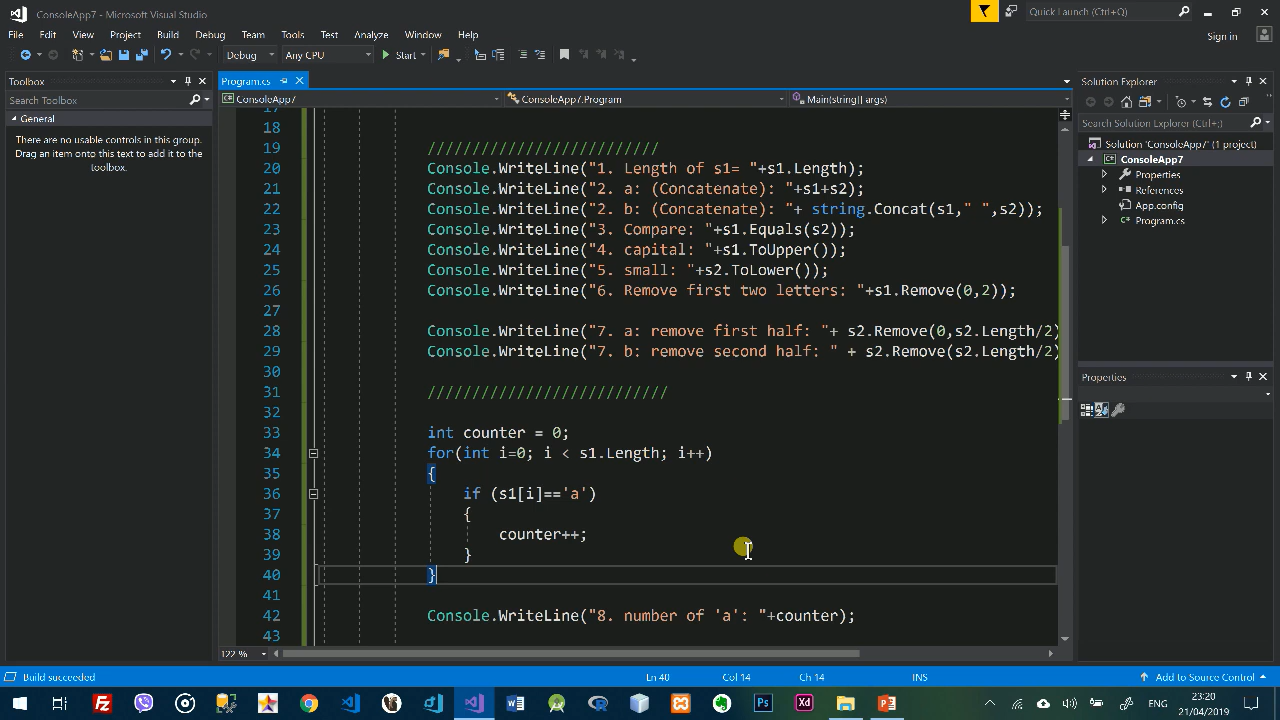 ConsoleApp7 - Microsoft Visual Studio
Quick Launch (Ctrl+Q)
File Edit View Project Build Debug Team Tools Test Analyze Window Help
Sign in
Debug Any CPU Start
Toolbox
Search Toolbox
General
There are no usable controls in this group.
Drag an item onto this text to add it to the
toolbox.
Program.cs
ConsoleApp7 ConsoleApp7.Program Main(string[] args)
17
18
19 //////////////////////////
20 Console.WriteLine("1. Length of s1= "+s1.Length);
21 Console.WriteLine("2. a: (Concatenate): "+s1+s2);
22 Console.WriteLine("2. b: (Concatenate): "+ string.Concat(s1," ",s2));
23 Console.WriteLine("3. Compare: "+s1.Equals(s2));
24 Console.WriteLine("4. capital: "+s1.ToUpper());
25 Console.WriteLine("5. small: "+s2.ToLower());
26 Console.WriteLine("6. Remove first two letters: "+s1.Remove(0,2));
27
28 Console.WriteLine("7. a: remove first half: "+ s2.Remove(0,s2.Length/2)
29 Console.WriteLine("7. b: remove second half: " + s2.Remove(s2.Length/2)
30
31 ///////////////////////////
32
33 int counter = 0;
34 for(int i=0; i < s1.Length; i++)
35 {
36 if (s1[i]=='a')
37 {
38 counter++;
39 }
40 }
41
42 Console.WriteLine("8. number of 'a': "+counter);
43
122 %
Solution Explorer
Search Solution Explorer (Ctrl+;)
Solution 'ConsoleApp7' (1 project)
ConsoleApp7
Properties
References
App.config
Program.cs
Properties
Build succeeded
Ln 40 Col 14 Ch 14 INS
Add to Source Control
ENG
23:20
21/04/2019